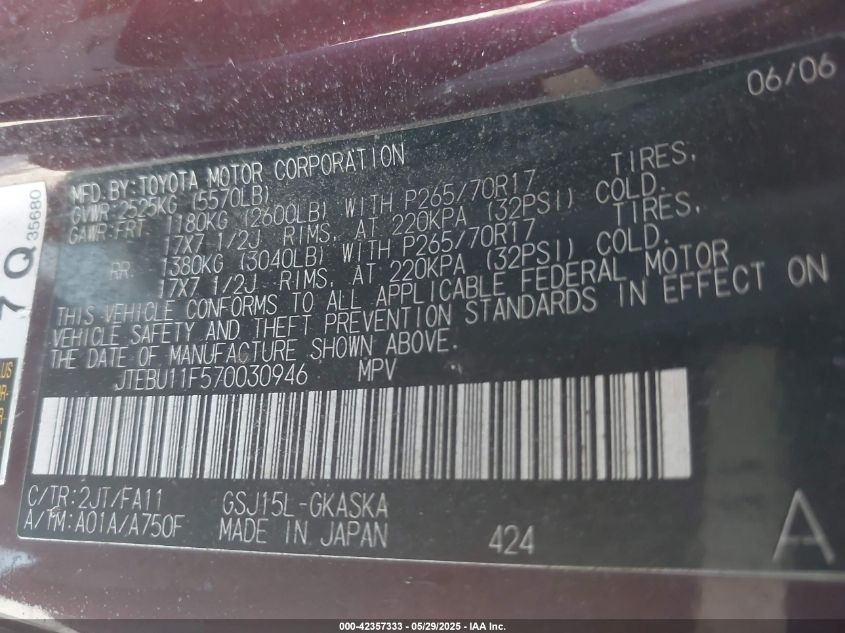 06/06
MFD. BY: TOYOTA MOTOR CORPORATION
GVWR: 2525KG (5570LB)
GAWR: FRT. 1180KG (2600LB) WITH P265/70R17 TIRES,
17X7 1/2J RIMS, AT 220KPA (32PSI) COLD.
RR. 1380KG (3040LB) WITH P265/70R17 TIRES,
17X7 1/2J RIMS, AT 220KPA (32PSI) COLD.
THIS VEHICLE CONFORMS TO ALL APPLICABLE FEDERAL MOTOR
VEHICLE SAFETY AND THEFT PREVENTION STANDARDS IN EFFECT ON
THE DATE OF MANUFACTURE SHOWN ABOVE.
JTEBU11F570030946 MPV
C/TR: 2JT/FA11 GSJ15L-GKASKA
A/TM: A01A/A750F MADE IN JAPAN 424
A
7Q
35680
000-42357333 — 05/29/2025 — IAA Inc.